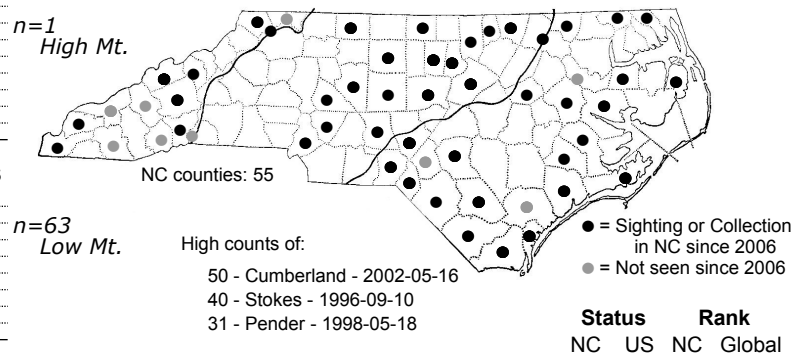 n=1
High Mt.
NC counties: 55
n=63
Low Mt.
High counts of:
50 - Cumberland - 2002-05-16
40 - Stokes - 1996-09-10
31 - Pender - 1998-05-18
= Sighting or Collection
in NC since 2006
= Not seen since 2006
Status Rank
NC US NC Global